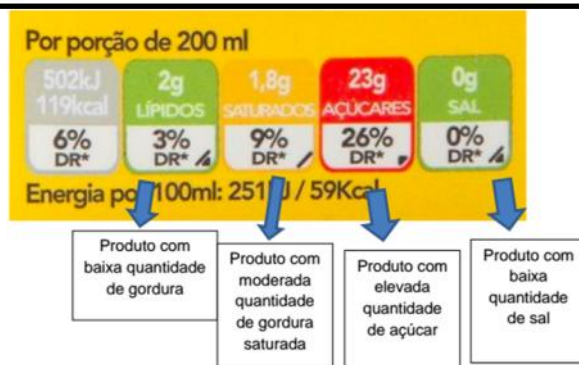 Por porção de 200 ml
502kJ
119kcal
6%
DR*
2g
LÍPIDOS
3%
DR*
1,8g
SATURADOS
9%
DR*
23g
AÇÚCARES
26%
DR*
0g
SAL
0%
DR*
Energia por 100ml: 251kJ / 59Kcal
Produto com
baixa quantidade
de gordura
Produto com
moderada
quantidade
de gordura
saturada
Produto com
elevada
quantidade
de açúcar
Produto com
baixa
quantidade
de sal